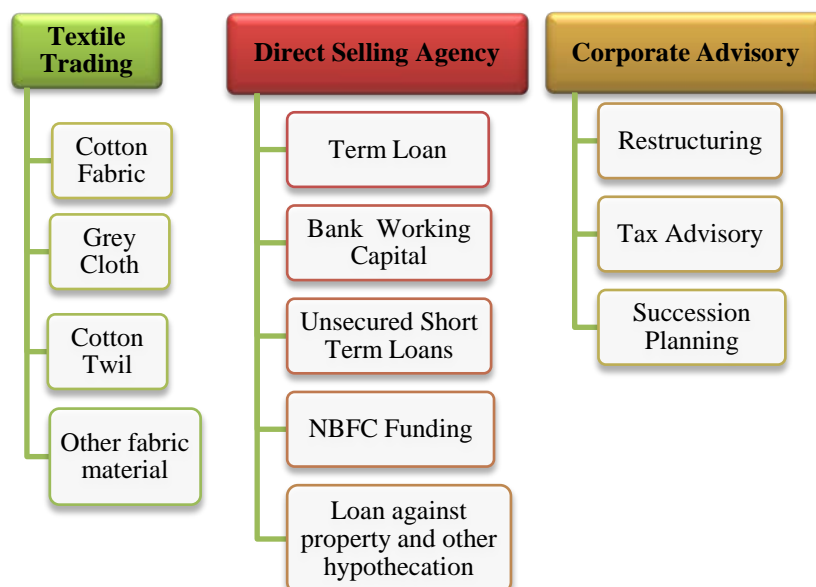 Textile
Trading
Cotton
Fabric
Grey
Cloth
Cotton
Twil
Other fabric
material
Direct Selling Agency
Term Loan
Bank Working
Capital
Unsecured Short
Term Loans
NBFC Funding
Loan against
property and other
hypothecation
Corporate Advisory
Restructuring
Tax Advisory
Succession
Planning